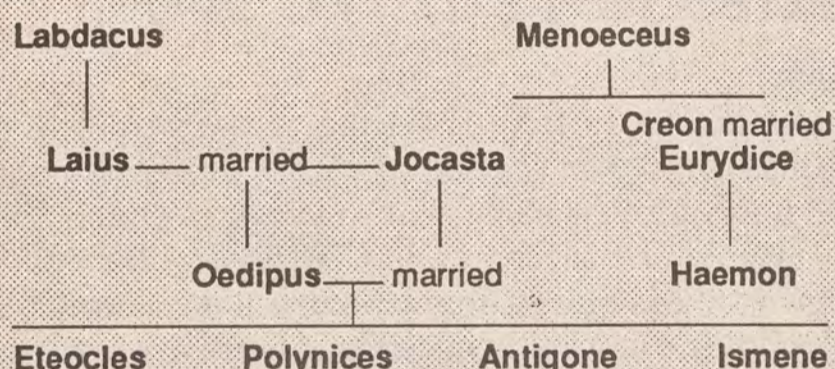 Labdacus Menoeceus
Creon married
Laius married Jocasta Eurydice
Oedipus married Haemon
Eteocles Polynices Antigone Ismene